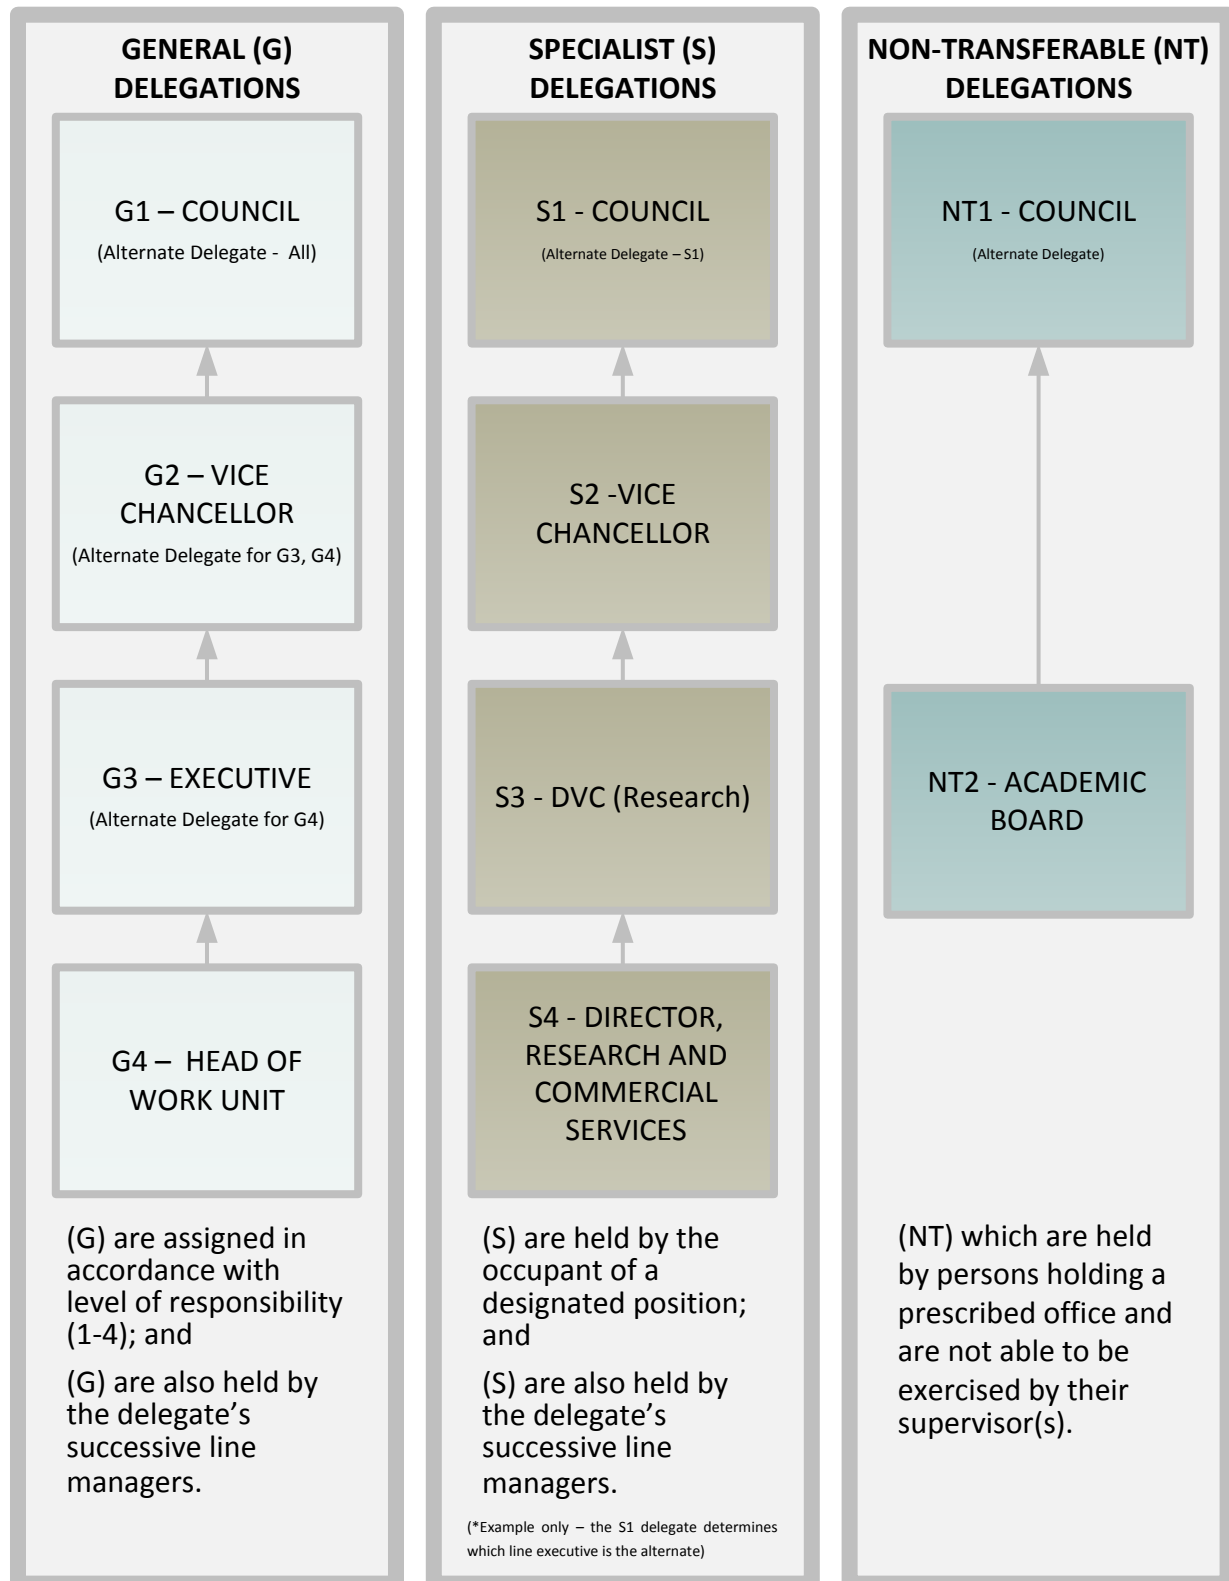 GENERAL (G)
DELEGATIONS
G1 – COUNCIL
(Alternate Delegate -  All)
G2 – VICE
CHANCELLOR
(Alternate Delegate for G3, G4)
G3 – EXECUTIVE
(Alternate Delegate for G4)
G4 –  HEAD OF
WORK UNIT
(G) are assigned in
accordance with
level of responsibility
(1-4); and
(G) are also held by
the delegate’s
successive line
managers.
SPECIALIST (S)
DELEGATIONS
S1 - COUNCIL
(Alternate Delegate – S1)
S2 -VICE
CHANCELLOR
S3 - DVC (Research)
S4 - DIRECTOR,
RESEARCH AND
COMMERCIAL
SERVICES
(S) are held by the
occupant of a
designated position;
and
(S) are also held by
the delegate’s
successive line
managers.
(*Example only – the S1 delegate determines
which line executive is the alternate)
NON-TRANSFERABLE (NT)
DELEGATIONS
NT1 - COUNCIL
(Alternate Delegate)
NT2 - ACADEMIC
BOARD
(NT) which are held
by persons holding a
prescribed office and
are not able to be
exercised by their
supervisor(s).